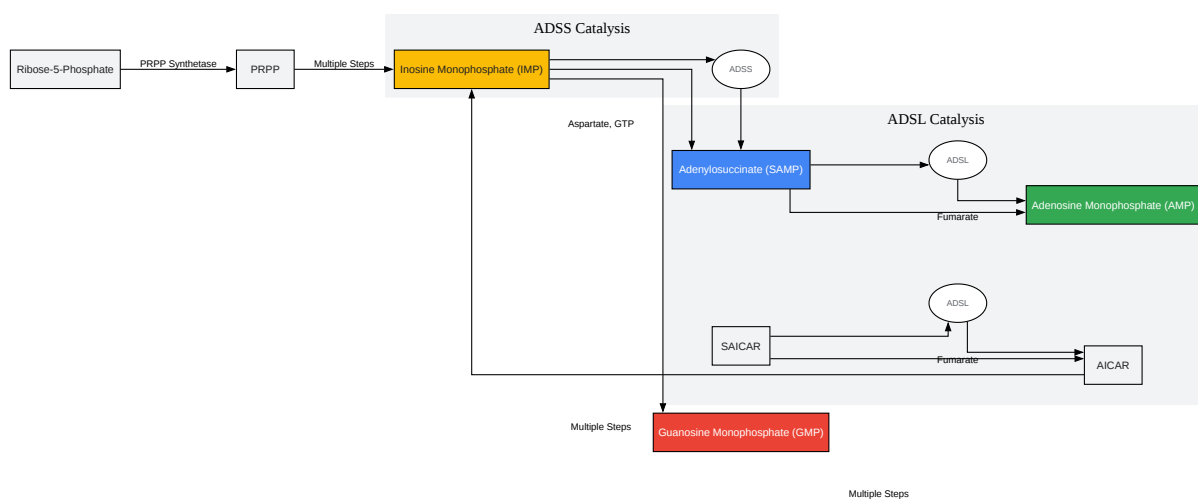 ADSS Catalysis
Ribose-5-Phosphate
PRPP Synthetase
PRPP
Multiple Steps
Inosine Monophosphate (IMP)
ADSS
Aspartate, GTP
ADSL Catalysis
Adenylosuccinate (SAMP)
ADSL
Adenosine Monophosphate (AMP)
Fumarate
ADSL
SAICAR
Fumarate
AICAR
Multiple Steps
Guanosine Monophosphate (GMP)
Multiple Steps